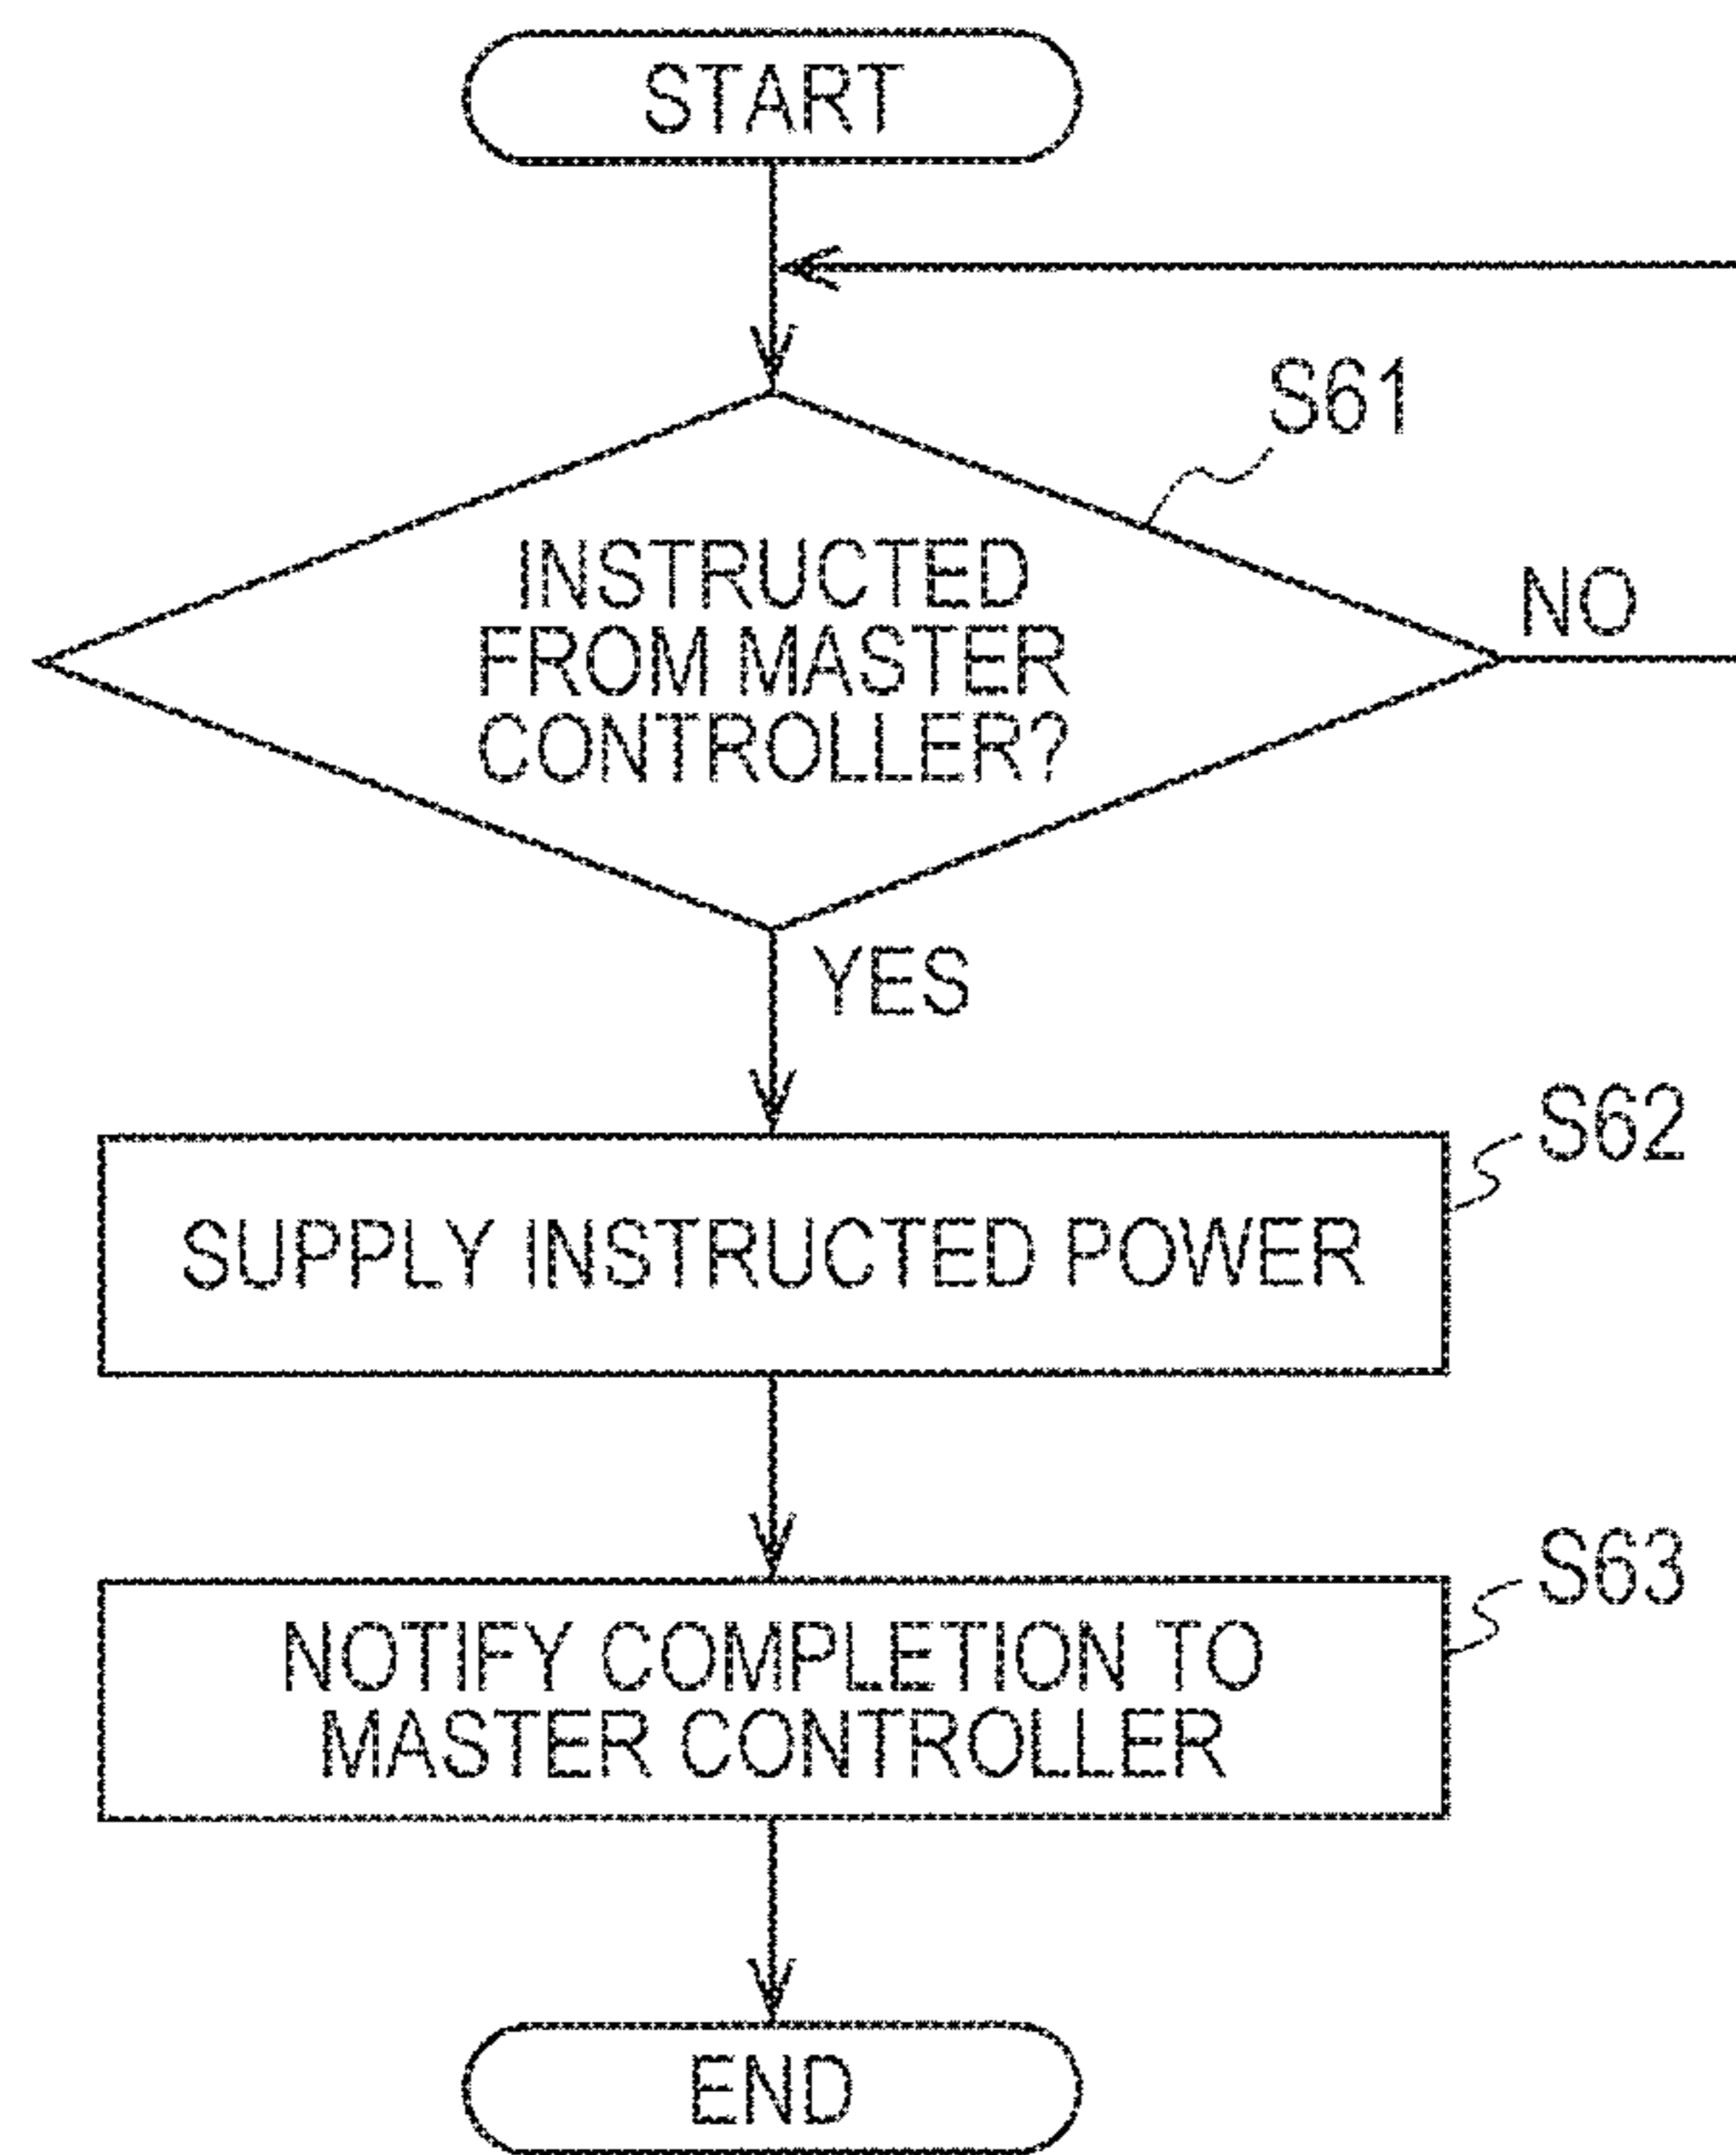 START
S61
INSTRUCTED
FROM MASTER
CONTROLLER?
NO
YES
S62
SUPPLY INSTRUCTED POWER
S63
NOTIFY COMPLETION TO
MASTER CONTROLLER
END